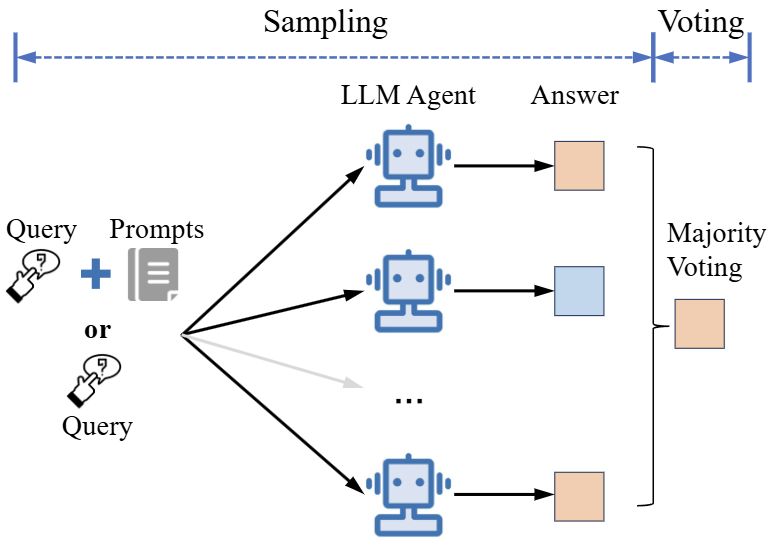 Sampling
Voting
LLM Agent
Answer
Query
Prompts
or
Query
...
Majority
Voting